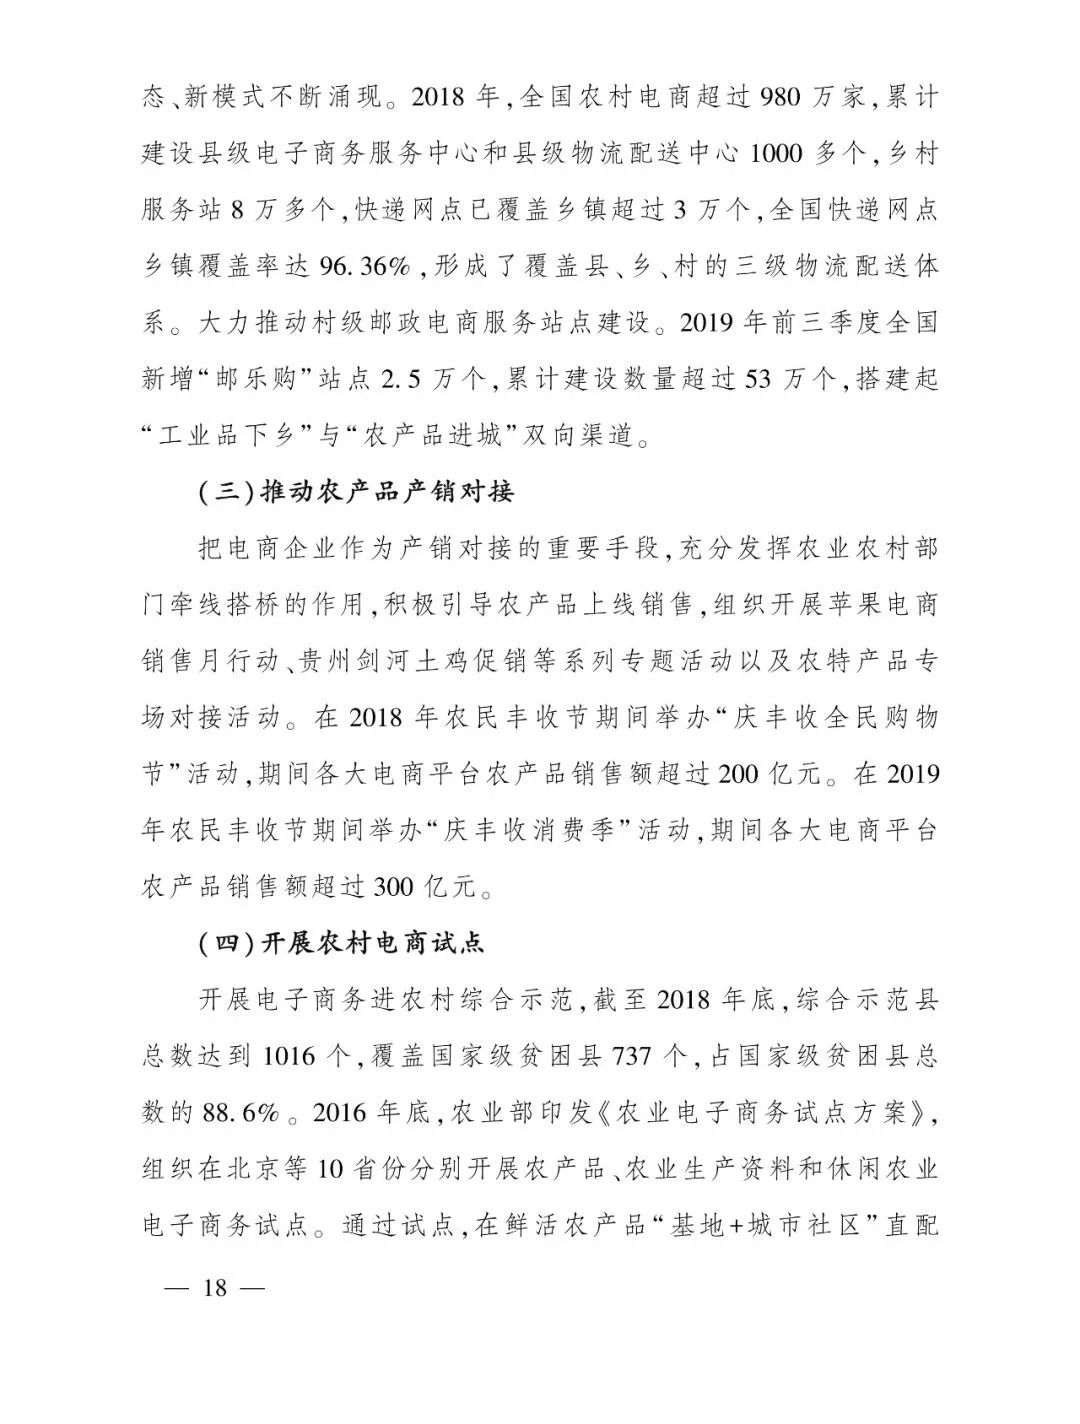 态、新模式不断涌现。2018 年,全国农村电商超过 980 万家,累计
建设县级电子商务服务中心和县级物流配送中心 1000 多个,乡村
服务站 8 万多个,快递网点已覆盖乡镇超过 3 万个,全国快递网点
乡镇覆盖率达 96.36%,形成了覆盖县、乡、村的三级物流配送体
系。大力推动村级邮政电商服务站点建设。2019 年前三季度全国
新增“邮乐购”站点 2.5 万个,累计建设数量超过 53 万个,搭建起
“工业品下乡”与“农产品进城”双向渠道。
(三)推动农产品产销对接
把电商企业作为产销对接的重要手段,充分发挥农业农村部
门牵线搭桥的作用,积极引导农产品上线销售,组织开展苹果电商
销售月行动、贵州剑河土鸡促销等系列专题活动以及农特产品专
场对接活动。在 2018 年农民丰收节期间举办“庆丰收全民购物
节”活动,期间各大电商平台农产品销售额超过 200 亿元。在 2019
年农民丰收节期间举办“庆丰收消费季”活动,期间各大电商平台
农产品销售额超过 300 亿元。
(四)开展农村电商试点
开展电子商务进农村综合示范,截至 2018 年底,综合示范县
总数达到 1016 个,覆盖国家级贫困县 737 个,占国家级贫困县总
数的 88.6%。2016 年底,农业部印发《农业电子商务试点方案》,
组织在北京等 10 省份分别开展农产品、农业生产资料和休闲农业
电子商务试点。通过试点,在鲜活农产品“基地+城市社区”直配
— 18 —